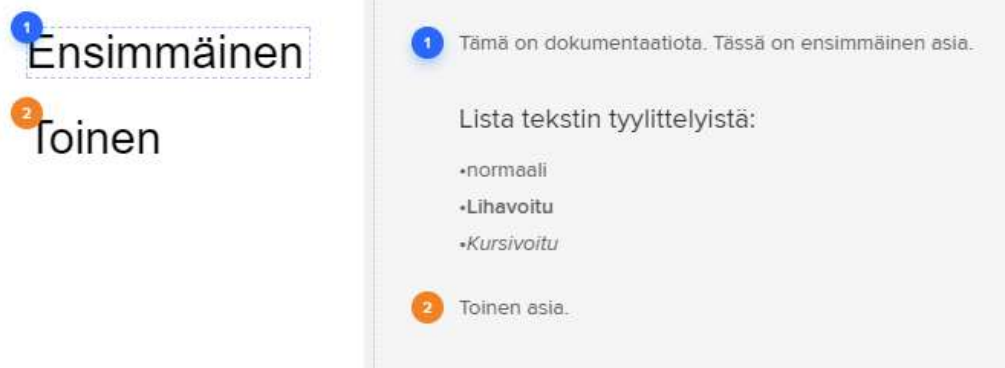 1
Ensimmäinen
2
Toinen
1 Tämä on dokumentaatiota. Tässä on ensimmäinen asia.
Lista tekstin tyylittelyistä:
•normaali
•Lihavoitu
•Kursivoitu
2 Toinen asia.